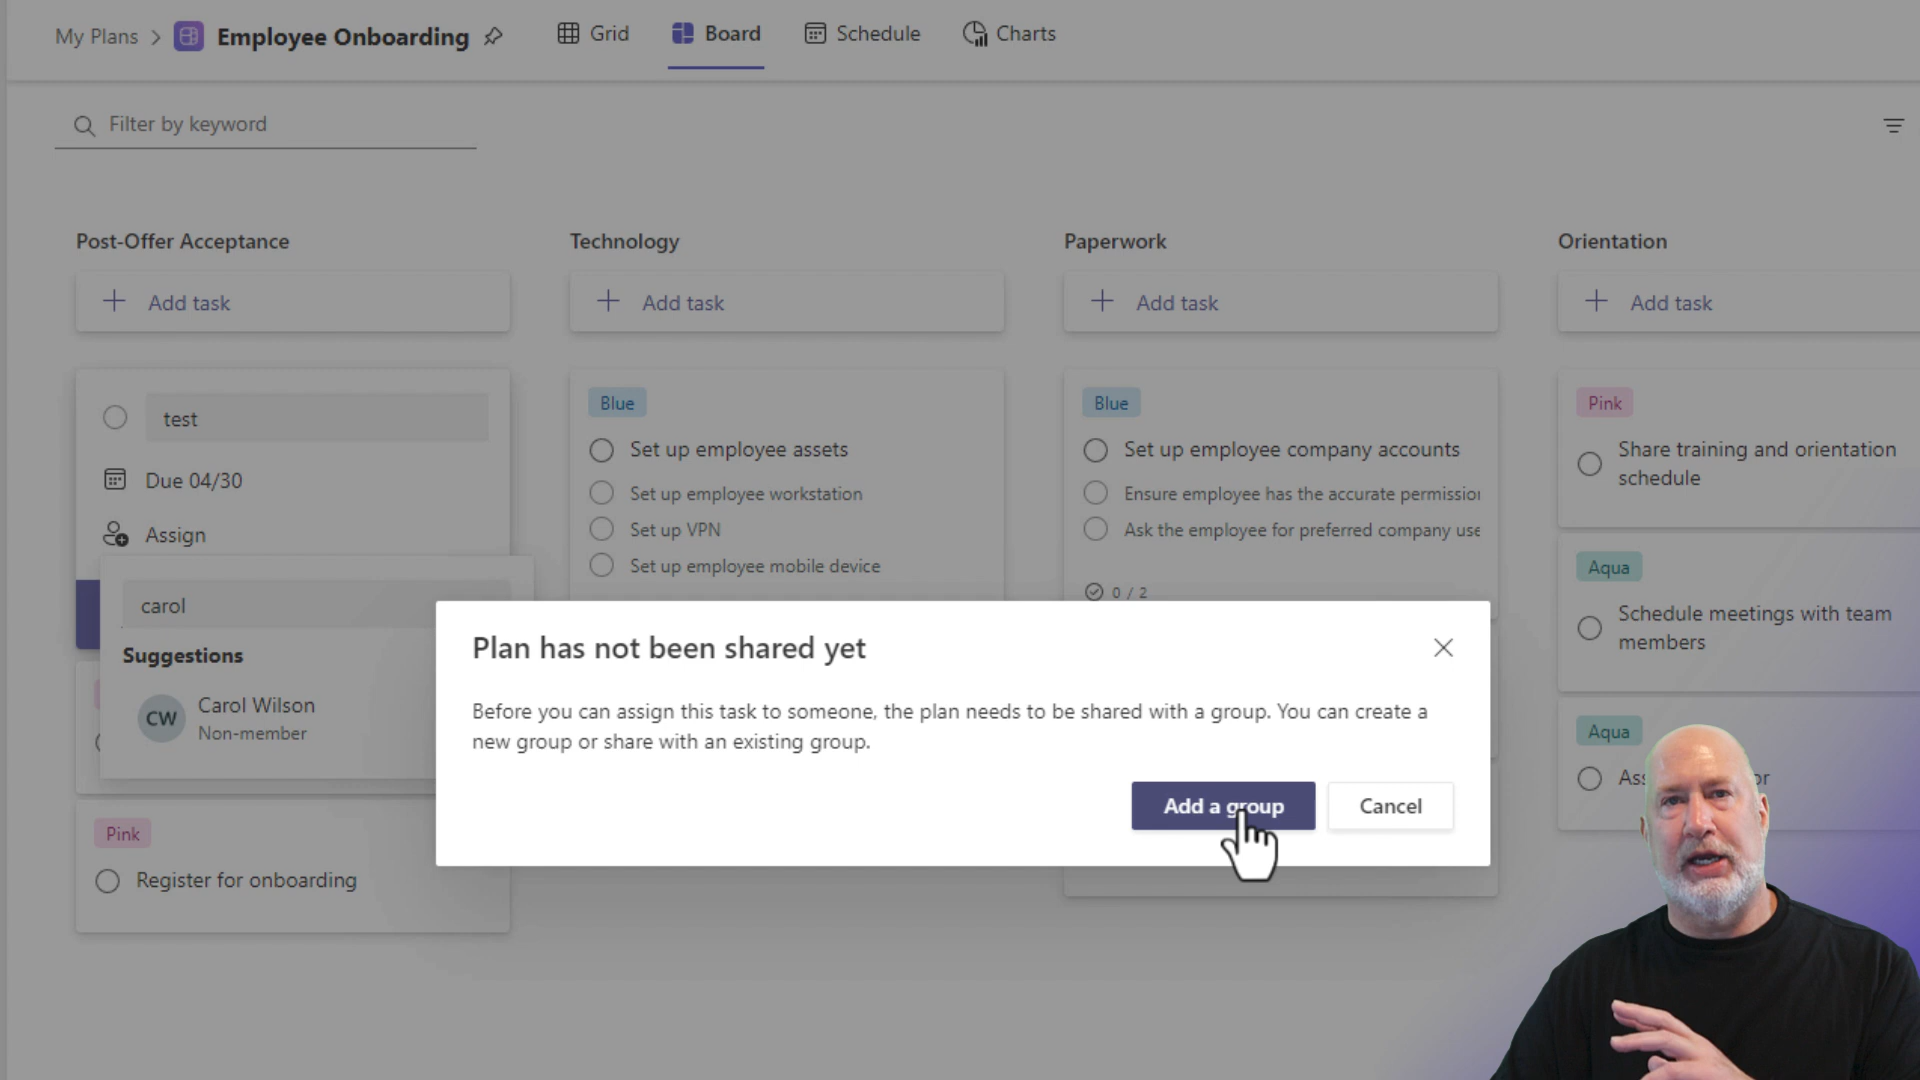 My Plans > Employee Onboarding
Grid
Board
Schedule
Charts
Filter by keyword
Post-Offer Acceptance
Add task
test
Due 04/30
Assign
carol
Suggestions
CW
Carol Wilson
Non-member
Pink
Register for onboarding
Technology
Add task
Blue
Set up employee assets
Set up employee workstation
Set up VPN
Set up employee mobile device
Paperwork
Add task
Blue
Set up employee company accounts
Ensure employee has the accurate
Ask the employee for preferred company
0 / 2
Orientation
Add task
Pink
Share training and orientation
schedule
Aqua
Schedule meetings with team
members
Aqua
Plan has not been shared yet
Before you can assign this task to someone, the plan needs to be shared with a group. You can create a
new group or share with an existing group.
Add a group
Cancel